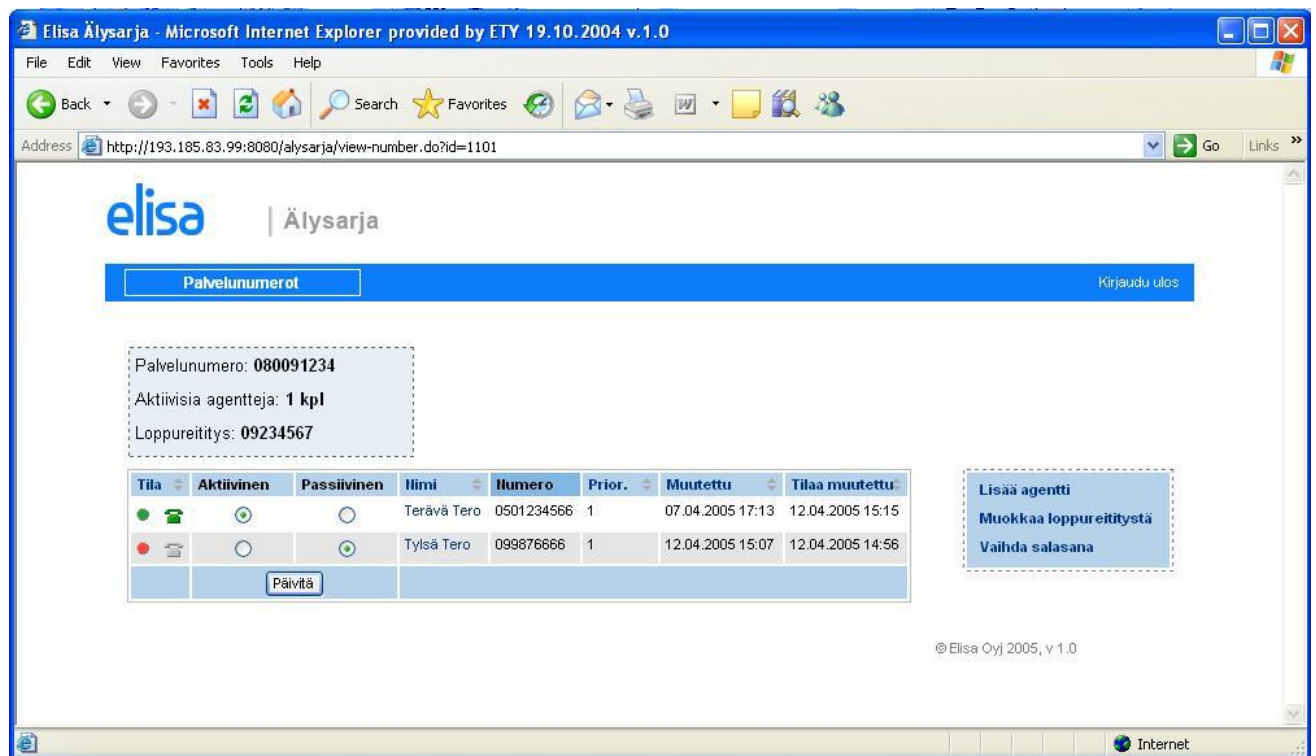 Elisa Älysarja - Microsoft Internet Explorer provided by ETY 19.10.2004 v.1.0
File Edit View Favorites Tools Help
Back Search Favorites
Address http://193.185.83.99:8080/alysarja/view-number.do?id=1101 Go Links »
elisa | Älysarja
Palvelunumerot Kirjaudu ulos
Palvelunumero: 080091234
Aktiivisia agentteja: 1 kpl
Loppureititys: 09234567
Tila Aktiivinen Passiivinen Nimi Numero Prior. Muutettu Tilaa muutettu
Terävä Tero 0501234566 1 07.04.2005 17:13 12.04.2005 15:15
Tylsä Tero 099876666 1 12.04.2005 15:07 12.04.2005 14:56
Päivitä
Lisää agentti
Muokkaa loppureititystä
Vaihda salasana
© Elisa Oyj 2005, v 1.0
Internet